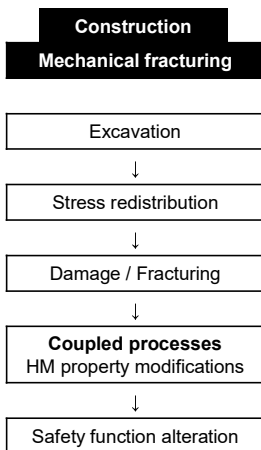 Construction
Mechanical fracturing
Excavation
↓
Stress redistribution
↓
Damage / Fracturing
↓
Coupled processes
HM property modifications
↓
Safety function alteration